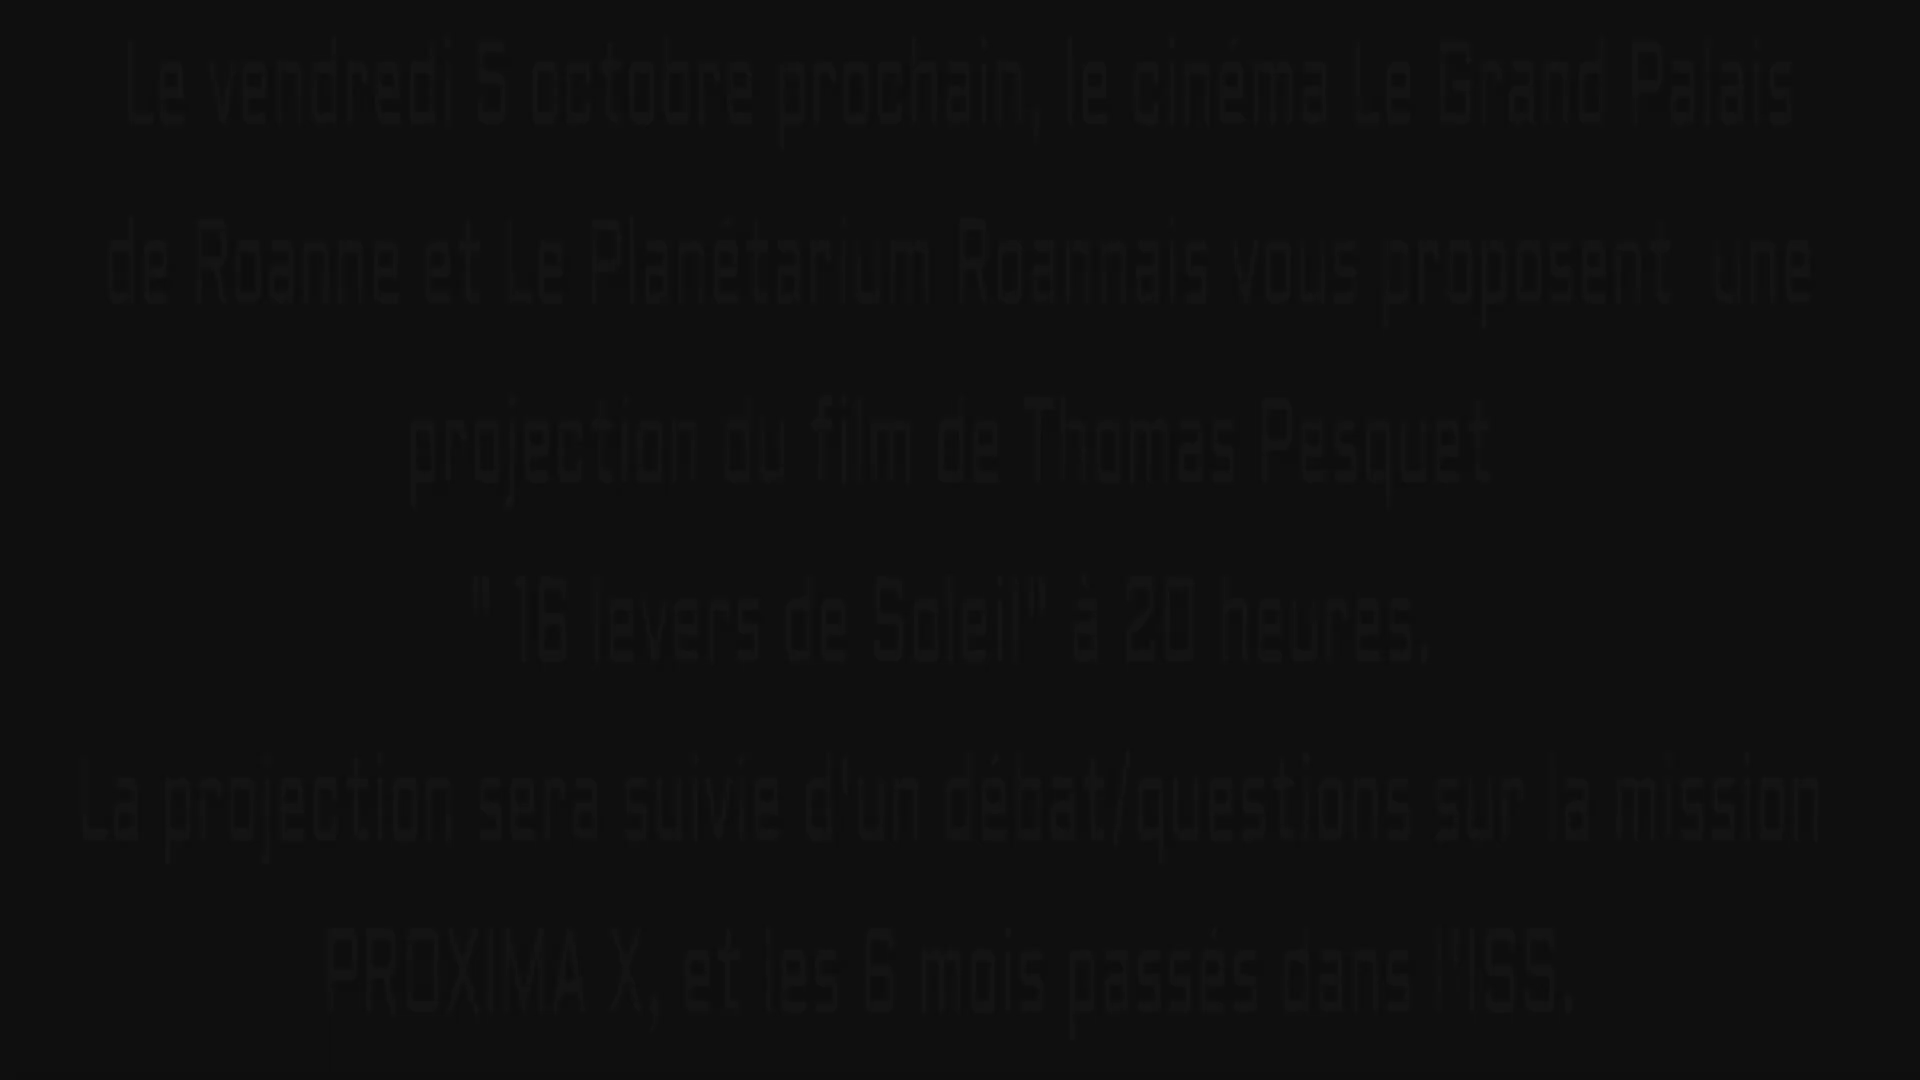 Le vendredi 5 octobre prochain, le cinéma Le Grand Palais
de Roanne et Le Planétarium Roannais vous proposent  une
projection du film de Thomas Pesquet
" 16 levers de Soleil" à 20 heures.
La projection sera suivie d'un débat/questions sur la mission
PROXIMA X, et les 6 mois passés dans l'ISS.